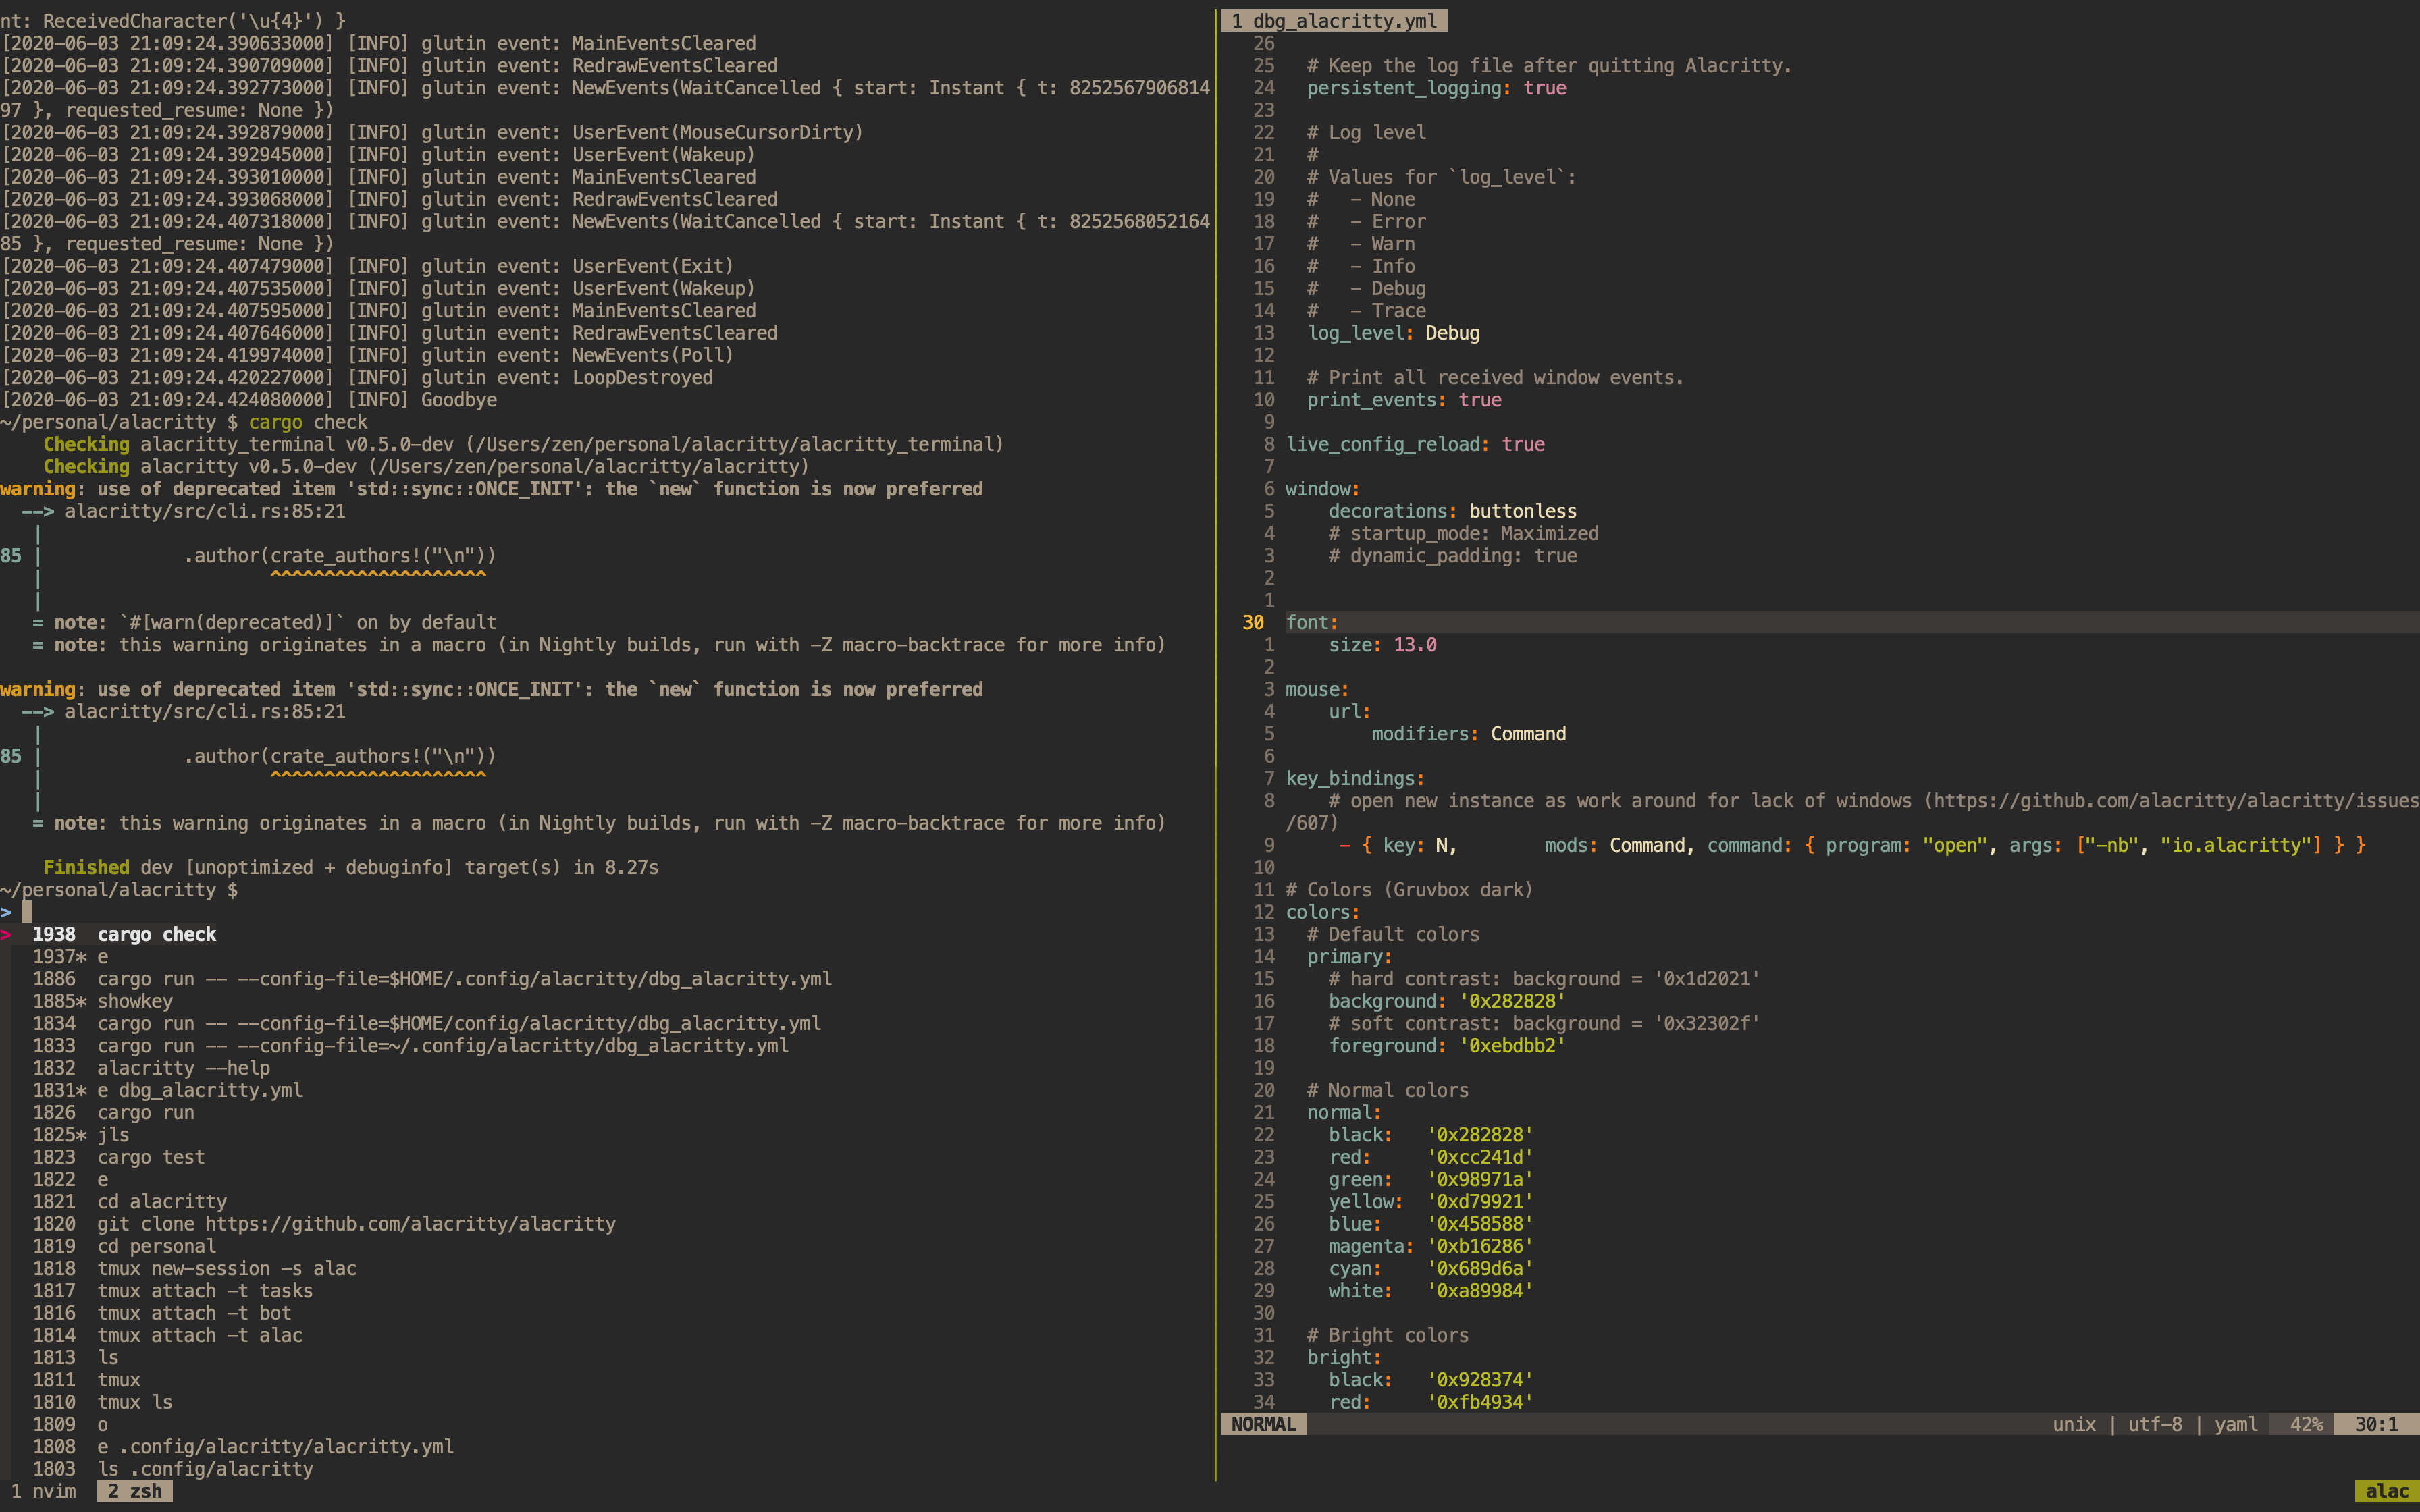 nt: ReceivedCharacter('\u{4}') }
[2020-06-03 21:09:24.390633000] [INFO] glutin event: MainEventsCleared
[2020-06-03 21:09:24.390709000] [INFO] glutin event: RedrawEventsCleared
[2020-06-03 21:09:24.392773000] [INFO] glutin event: NewEvents(WaitCancelled { start: Instant { t: 8252567906814
97 }, requested_resume: None })
[2020-06-03 21:09:24.392879000] [INFO] glutin event: UserEvent(MouseCursorDirty)
[2020-06-03 21:09:24.392945000] [INFO] glutin event: UserEvent(Wakeup)
[2020-06-03 21:09:24.393010000] [INFO] glutin event: MainEventsCleared
[2020-06-03 21:09:24.393068000] [INFO] glutin event: RedrawEventsCleared
[2020-06-03 21:09:24.407318000] [INFO] glutin event: NewEvents(WaitCancelled { start: Instant { t: 8252568052164
85 }, requested_resume: None })
[2020-06-03 21:09:24.407479000] [INFO] glutin event: UserEvent(Exit)
[2020-06-03 21:09:24.407535000] [INFO] glutin event: UserEvent(Wakeup)
[2020-06-03 21:09:24.407595000] [INFO] glutin event: MainEventsCleared
[2020-06-03 21:09:24.407646000] [INFO] glutin event: RedrawEventsCleared
[2020-06-03 21:09:24.419974000] [INFO] glutin event: NewEvents(Poll)
[2020-06-03 21:09:24.420227000] [INFO] glutin event: LoopDestroyed
[2020-06-03 21:09:24.424080000] [INFO] Goodbye
~/personal/alacritty $ cargo check
    Checking alacritty_terminal v0.5.0-dev (/Users/zen/personal/alacritty/alacritty_terminal)
    Checking alacritty v0.5.0-dev (/Users/zen/personal/alacritty/alacritty)
warning: use of deprecated item 'std::sync::ONCE_INIT': the `new` function is now preferred
  --> alacritty/src/cli.rs:85:21
   |
85 |             .author(crate_authors!("\n"))
   |                     ^^^^^^^^^^^^^^^^^^^^
   |
   = note: `#[warn(deprecated)]` on by default
   = note: this warning originates in a macro (in Nightly builds, run with -Z macro-backtrace for more info)

warning: use of deprecated item 'std::sync::ONCE_INIT': the `new` function is now preferred
  --> alacritty/src/cli.rs:85:21
   |
85 |             .author(crate_authors!("\n"))
   |                     ^^^^^^^^^^^^^^^^^^^^
   |
   = note: this warning originates in a macro (in Nightly builds, run with -Z macro-backtrace for more info)

    Finished dev [unoptimized + debuginfo] target(s) in 8.27s
~/personal/alacritty $
>
> 1938  cargo check
  1937* e
  1886  cargo run -- --config-file=$HOME/.config/alacritty/dbg_alacritty.yml
  1885* showkey
  1834  cargo run -- --config-file=$HOME/config/alacritty/dbg_alacritty.yml
  1833  cargo run -- --config-file=~/.config/alacritty/dbg_alacritty.yml
  1832  alacritty --help
  1831* e dbg_alacritty.yml
  1826  cargo run
  1825* jls
  1823  cargo test
  1822  e
  1821  cd alacritty
  1820  git clone https://github.com/alacritty/alacritty
  1819  cd personal
  1818  tmux new-session -s alac
  1817  tmux attach -t tasks
  1816  tmux attach -t bot
  1814  tmux attach -t alac
  1813  ls
  1811  tmux
  1810  tmux ls
  1809  o
  1808  e .config/alacritty/alacritty.yml
  1803  ls .config/alacritty
1 dbg_alacritty.yml
26
25   # Keep the log file after quitting Alacritty.
24   persistent_logging: true
23
22   # Log level
21   #
20   # Values for `log_level`:
19   #   - None
18   #   - Error
17   #   - Warn
16   #   - Info
15   #   - Debug
14   #   - Trace
13   log_level: Debug
12
11   # Print all received window events.
10   print_events: true
9
8 live_config_reload: true
7
6 window:
5     decorations: buttonless
4     # startup_mode: Maximized
3     # dynamic_padding: true
2
1
30 font:
1     size: 13.0
2
3 mouse:
4     url:
5         modifiers: Command
6
7 key_bindings:
8     # open new instance as work around for lack of windows (https://github.com/alacritty/alacritty/issues
/607)
9      - { key: N,        mods: Command, command: { program: "open", args: ["-nb", "io.alacritty"] } }
10
11 # Colors (Gruvbox dark)
12 colors:
13   # Default colors
14   primary:
15     # hard contrast: background = '0x1d2021'
16     background: '0x282828'
17     # soft contrast: background = '0x32302f'
18     foreground: '0xebdbb2'
19
20   # Normal colors
21   normal:
22     black:   '0x282828'
23     red:     '0xcc241d'
24     green:   '0x98971a'
25     yellow:  '0xd79921'
26     blue:    '0x458588'
27     magenta: '0xb16286'
28     cyan:    '0x689d6a'
29     white:   '0xa89984'
30
31   # Bright colors
32   bright:
33     black:   '0x928374'
34     red:     '0xfb4934'
NORMAL unix | utf-8 | yaml 42% 30:1
1 nvim  2 zsh alac